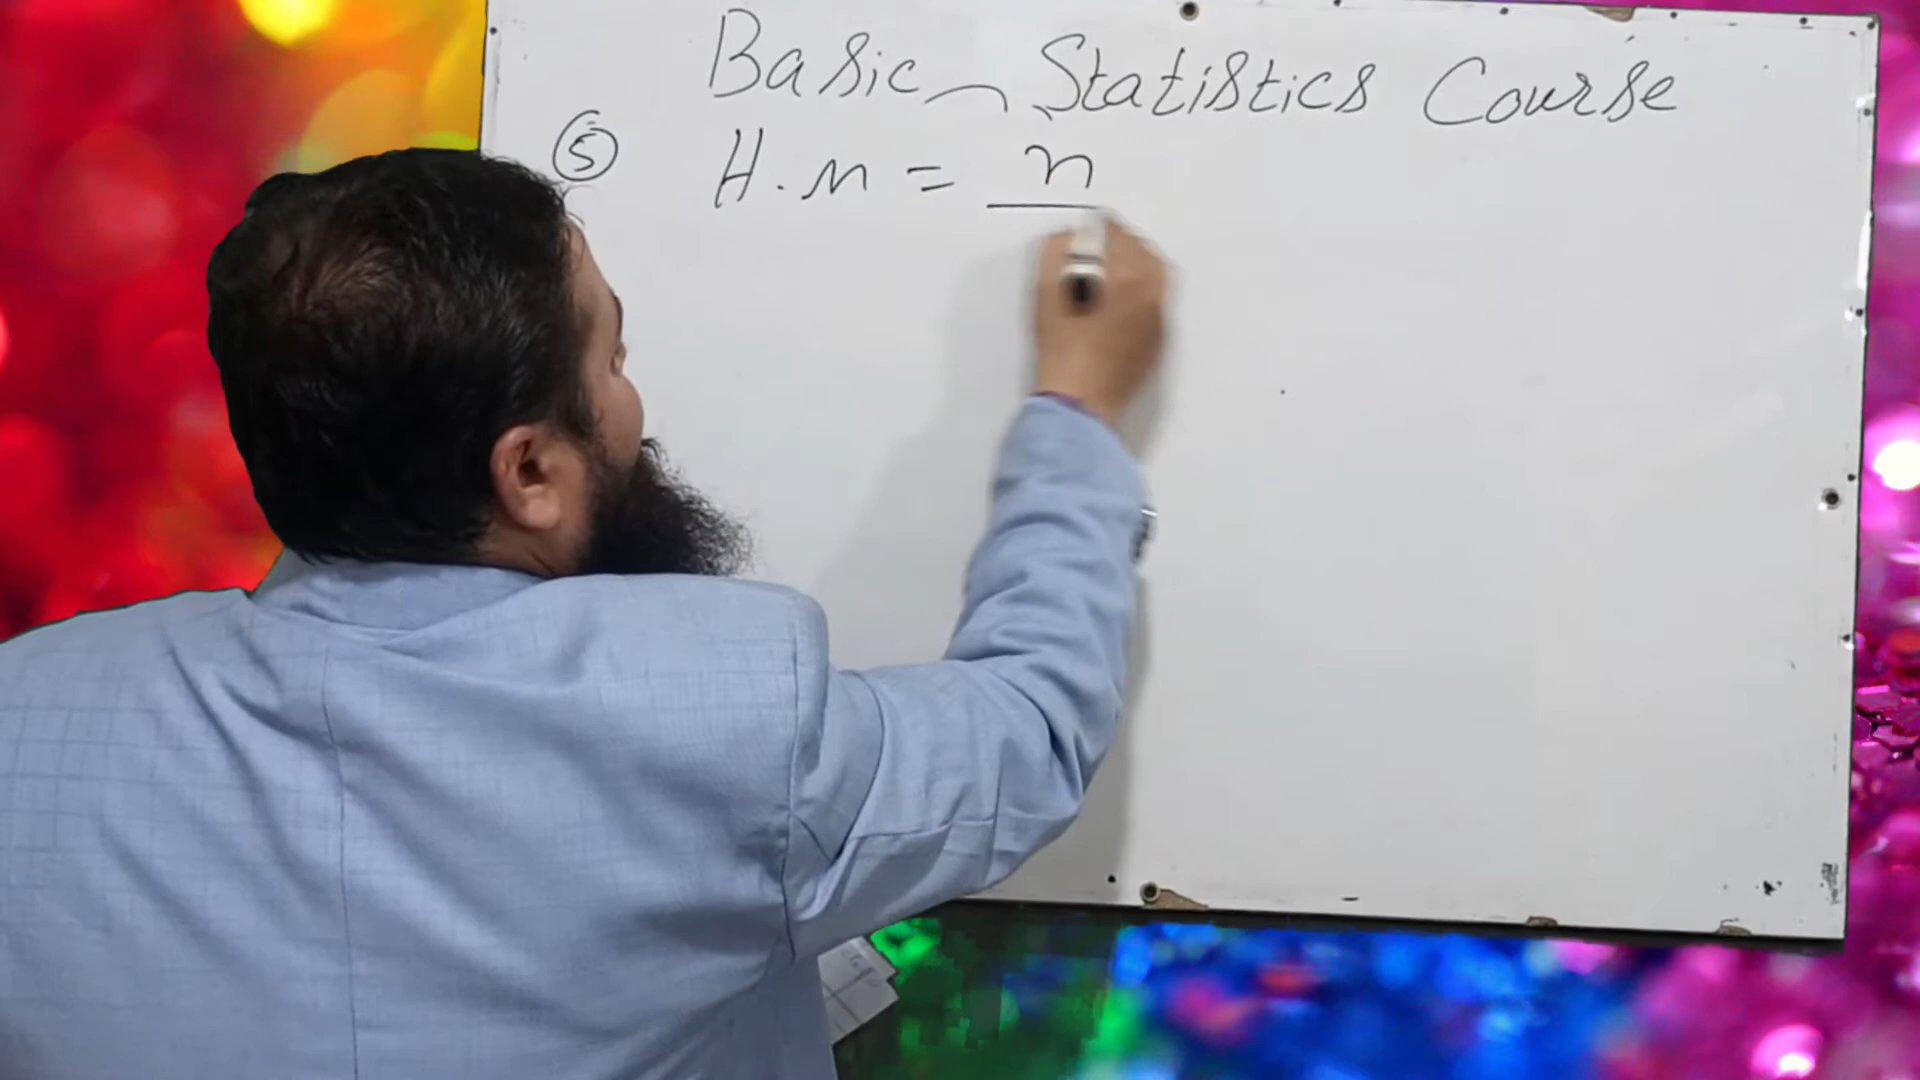 Basic Statistics Course
⑤ H.M = n